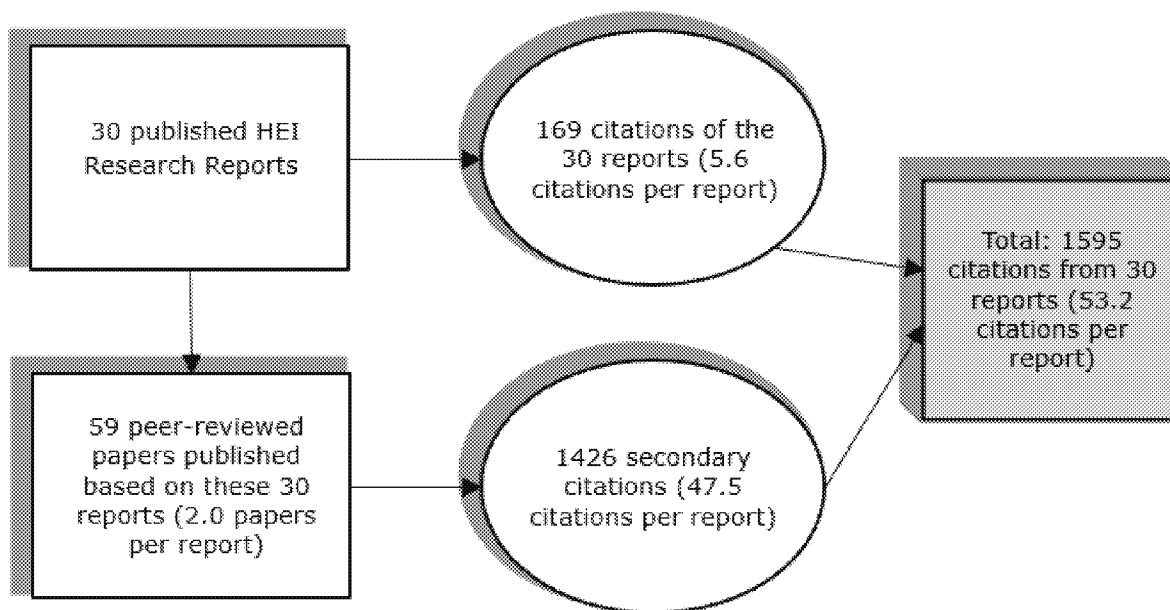 30 published HEI
Research Reports
169 citations of the
30 reports (5.6
citations per report)
Total: 1595
citations from 30
reports (53.2
citations per
report)
59 peer-reviewed
papers published
based on these 30
reports (2.0 papers
per report)
1426 secondary
citations (47.5
citations per report)